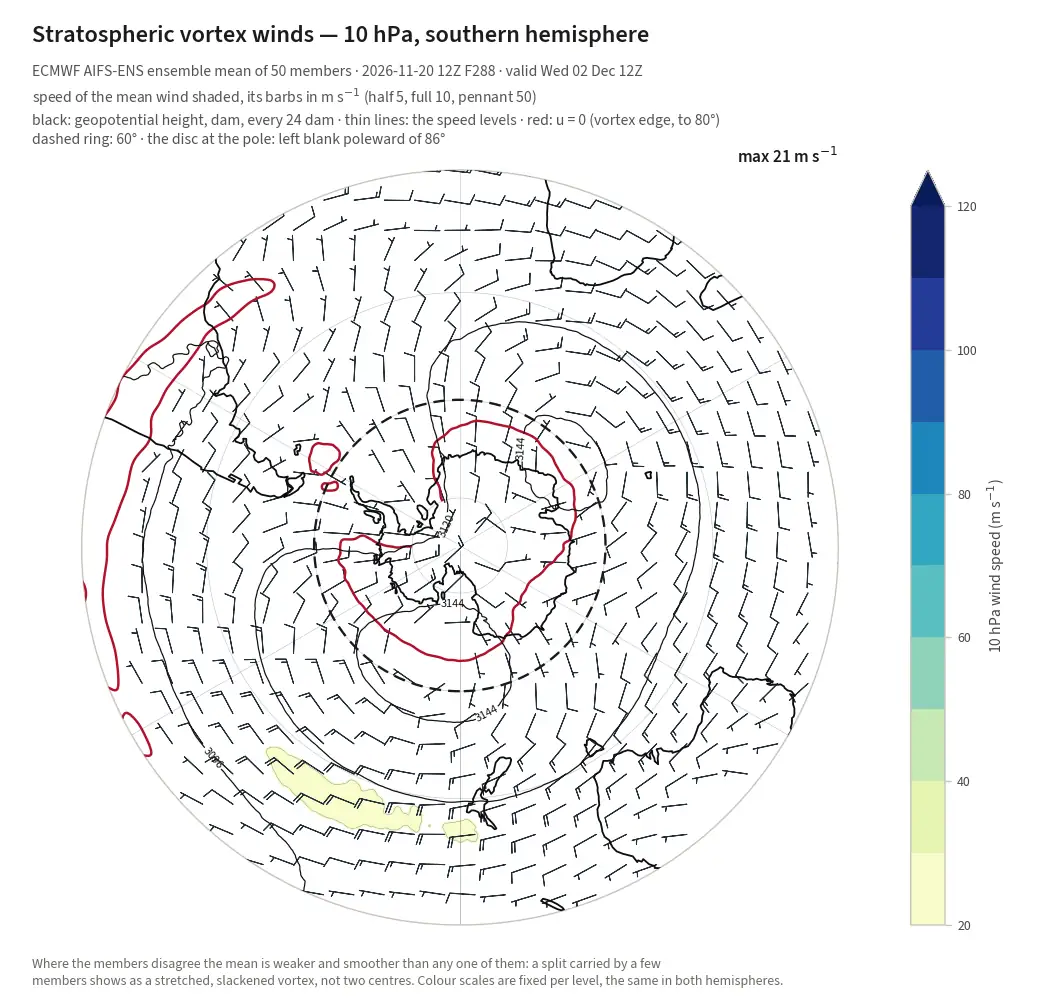 Stratospheric vortex winds — 10 hPa, southern hemisphere
ECMWF AIFS-ENS ensemble mean of 50 members · 2026-11-20 12Z F288 · valid Wed 02 Dec 12Z
speed of the mean wind shaded, its barbs in m s⁻¹ (half 5, full 10, pennant 50)
black: geopotential height, dam, every 24 dam · thin lines: the speed levels · red: u = 0 (vortex edge, to 80°)
dashed ring: 60° · the disc at the pole: left blank poleward of 86°
max 21 m s⁻¹
120
100
80
60
40
20
10 hPa wind speed (m s⁻¹)
3144
3120
3144
3144
3096
Where the members disagree the mean is weaker and smoother than any one of them: a split carried by a few
members shows as a stretched, slackened vortex, not two centres. Colour scales are fixed per level, the same in both hemispheres.